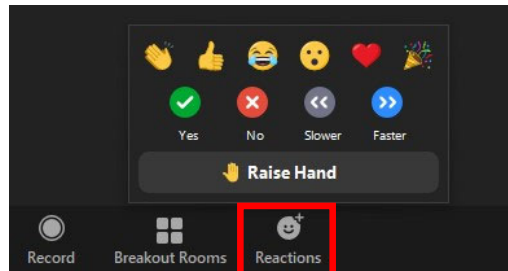 Yes No Slower Faster
Raise Hand
Record Breakout Rooms Reactions